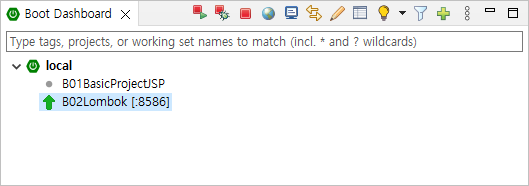 Boot Dashboard
Type tags, projects, or working set names to match (incl. * and ? wildcards)
local
B01BasicProjectJSP
B02Lombok [:8586]